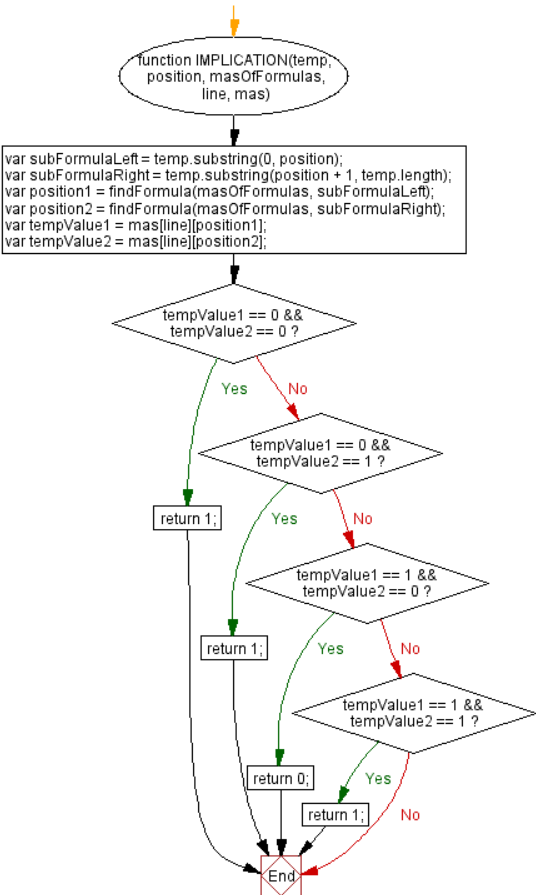 function IMPLICATION(temp,
position, masOfFormulas,
line, mas)
var subFormulaLeft = temp.substring(0, position);
var subFormulaRight = temp.substring(position + 1, temp.length);
var position1 = findFormula(masOfFormulas, subFormulaLeft);
var position2 = findFormula(masOfFormulas, subFormulaRight);
var tempValue1 = mas[line][position1];
var tempValue2 = mas[line][position2];
tempValue1 == 0 &&
tempValue2 == 0 ?
Yes
No
tempValue1 == 0 &&
tempValue2 == 1 ?
return 1;
Yes
No
tempValue1 == 1 &&
tempValue2 == 0 ?
return 1;
Yes
No
tempValue1 == 1 &&
tempValue2 == 1 ?
return 0;
Yes
return 1;
No
End